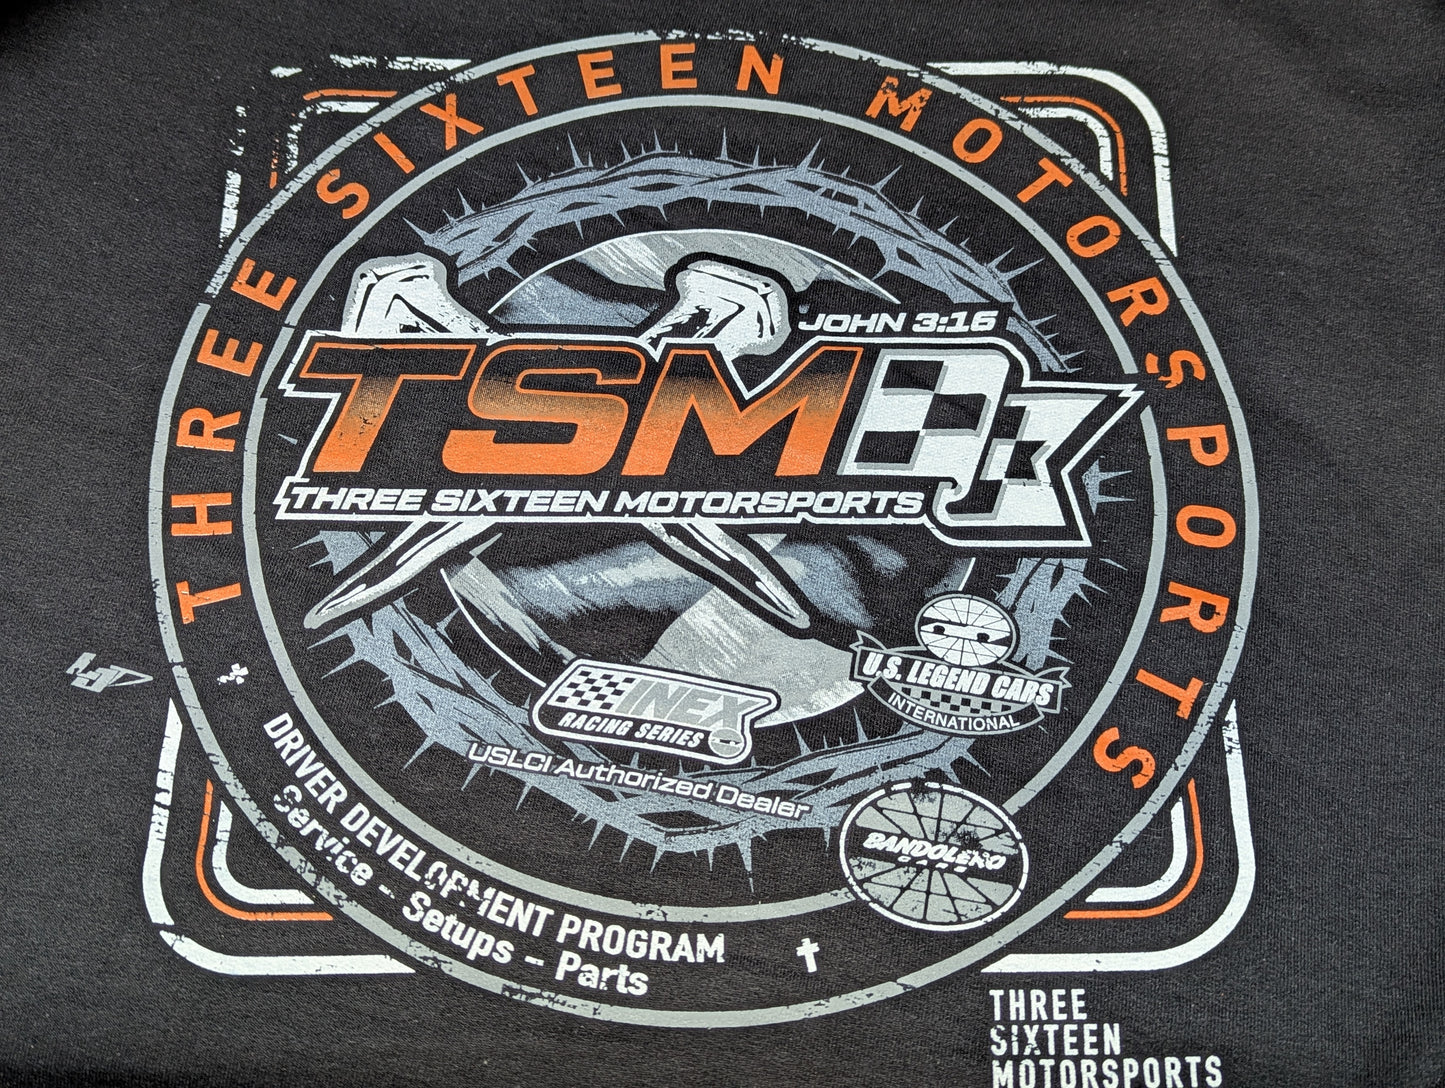 THREE SIXTEEN MOTORSPORTS
JOHN 3:16
TSM
THREE SIXTEEN MOTORSPORTS
U.S. LEGEND CARS
INTERNATIONAL
INEX
RACING SERIES
USLCI Authorized Dealer
BANDOLERO
CARS
DRIVER DEVELOPMENT PROGRAM
Service - Setups - Parts
THREE
SIXTEEN
MOTORSPORTS